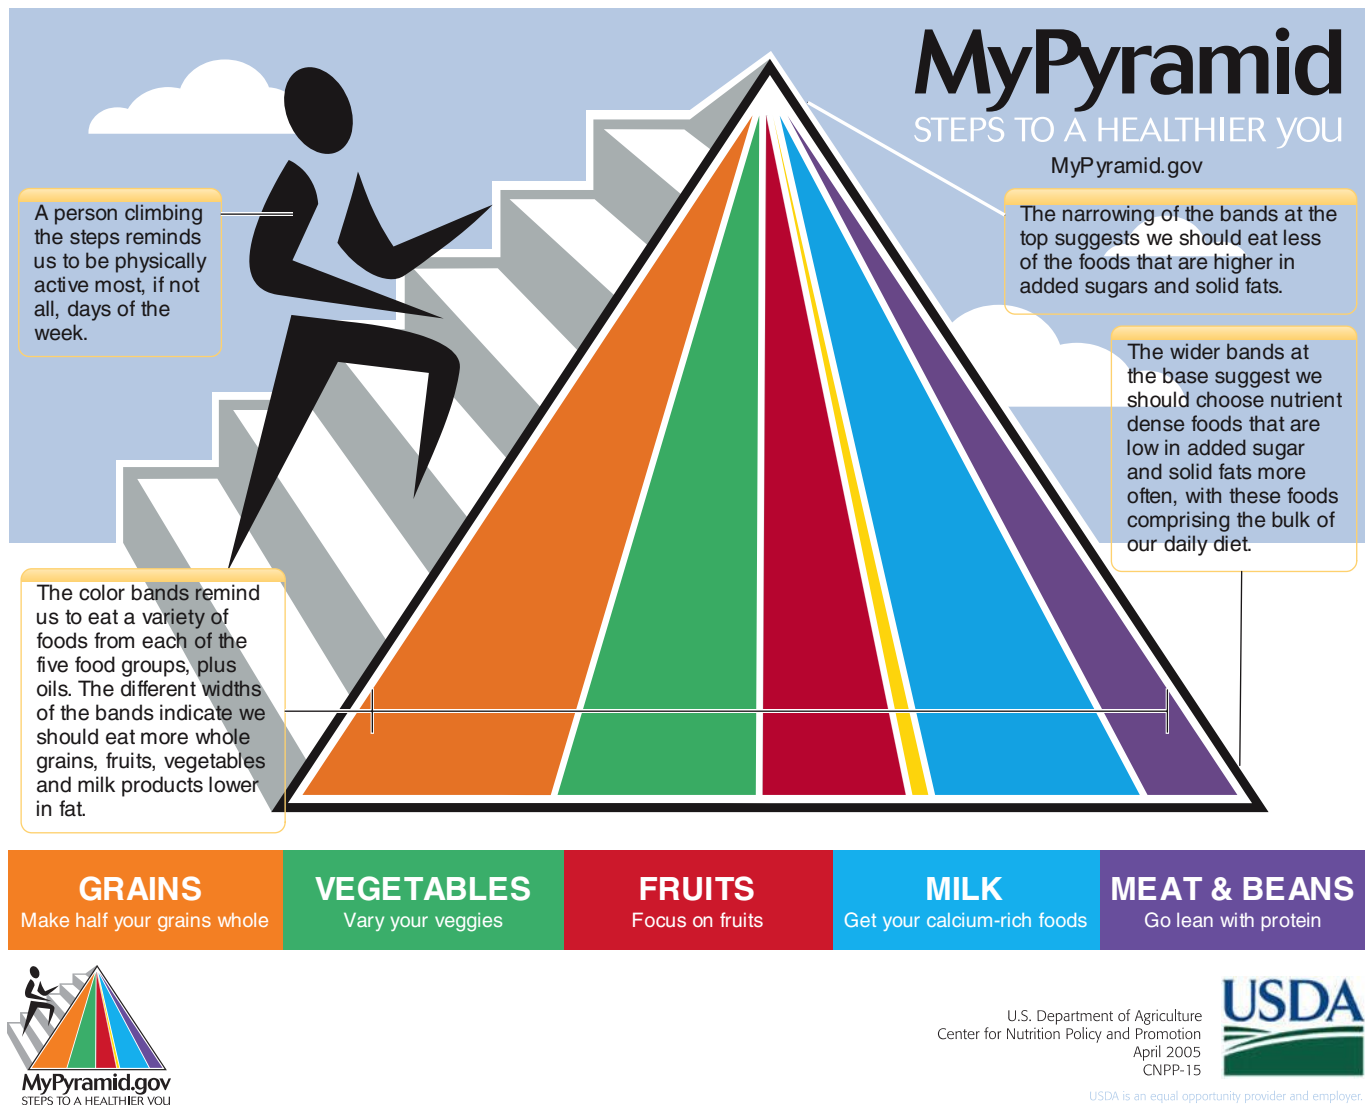 MyPyramid
STEPS TO A HEALTHIER YOU
MyPyramid.gov
A person climbing
the steps reminds
us to be physically
active most, if not
all, days of the
week.
The narrowing of the bands at the
top suggests we should eat less
of the foods that are higher in
added sugars and solid fats.
The wider bands at
the base suggest we
should choose nutrient
dense foods that are
low in added sugar
and solid fats more
often, with these foods
comprising the bulk of
our daily diet.
The color bands remind
us to eat a variety of
foods from each of the
five food groups, plus
oils. The different widths
of the bands indicate we
should eat more whole
grains, fruits, vegetables
and milk products lower
in fat.
GRAINS
Make half your grains whole
VEGETABLES
Vary your veggies
FRUITS
Focus on fruits
MILK
Get your calcium-rich foods
MEAT & BEANS
Go lean with protein
MyPyramid.gov
STEPS TO A HEALTHIER YOU
U.S. Department of Agriculture
Center for Nutrition Policy and Promotion
April 2005
CNPP-15
USDA
USDA is an equal opportunity provider and employer.